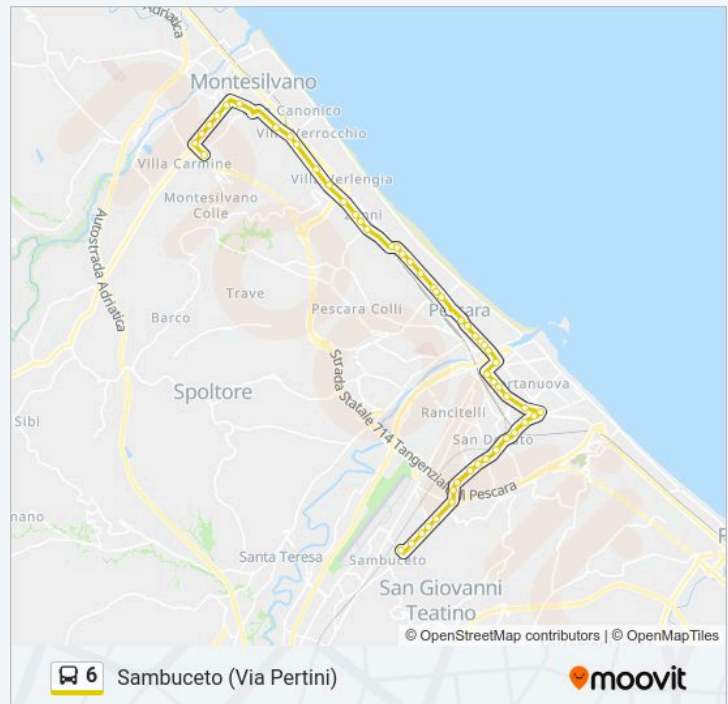 Adriatica
Montesilvano
Canonico
Villa Verrocchio
Villa Carmine
Villa Verlengia
Montesilvano
Colle
Zanni
Autostrada Adriatica
Trave
Pescara Colli
Pescara
Barco
Strada Statale 714 Tangenziale di Pescara
Spoltore
Portanuova
Rancitelli
Sibi
San Donato
mano
Santa Teresa
Sambuceto
F
San Giovanni
Teatino
© OpenStreetMap contributors | © OpenMapTiles
6 Sambuceto (Via Pertini)
moovit